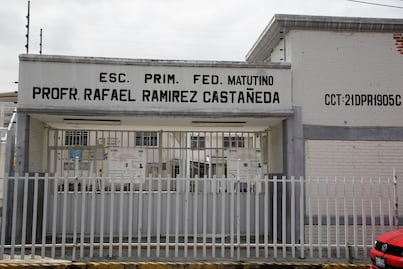 ESC. PRIM. FED. MATUTINO
PROFR. RAFAEL RAMIREZ CASTAÑEDA
CCT-21DPR1905C